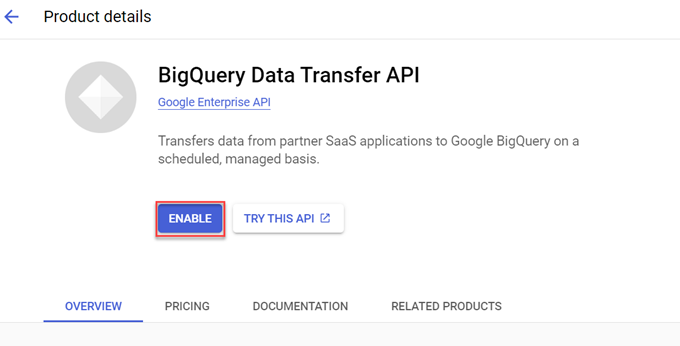 Product details
BigQuery Data Transfer API
Google Enterprise API
Transfers data from partner SaaS applications to Google BigQuery on a
scheduled, managed basis.
ENABLE
TRY THIS API
OVERVIEW
PRICING
DOCUMENTATION
RELATED PRODUCTS